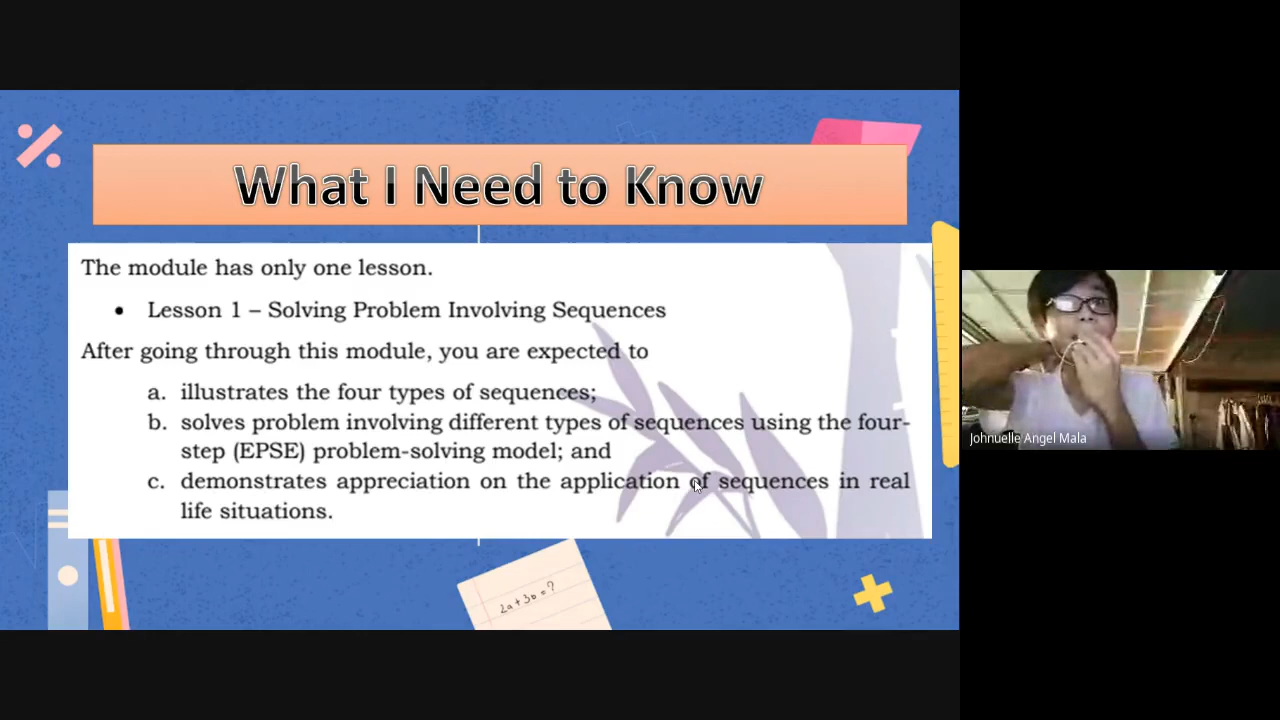 What I Need to Know
The module has only one lesson.
• Lesson 1 – Solving Problem Involving Sequences
After going through this module, you are expected to
a. illustrates the four types of sequences;
b. solves problem involving different types of sequences using the four-
step (EPSE) problem-solving model; and
c. demonstrates appreciation on the application of sequences in real
life situations.
2a+3b=?
Johnuelle Angel Mala